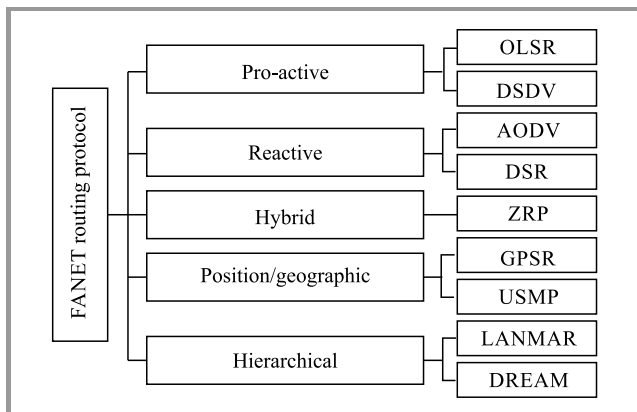 FANET routing protocol
Pro-active
OLSR
DSDV
Reactive
AODV
DSR
Hybrid
ZRP
Position/geographic
GPSR
USMP
Hierarchical
LANMAR
DREAM